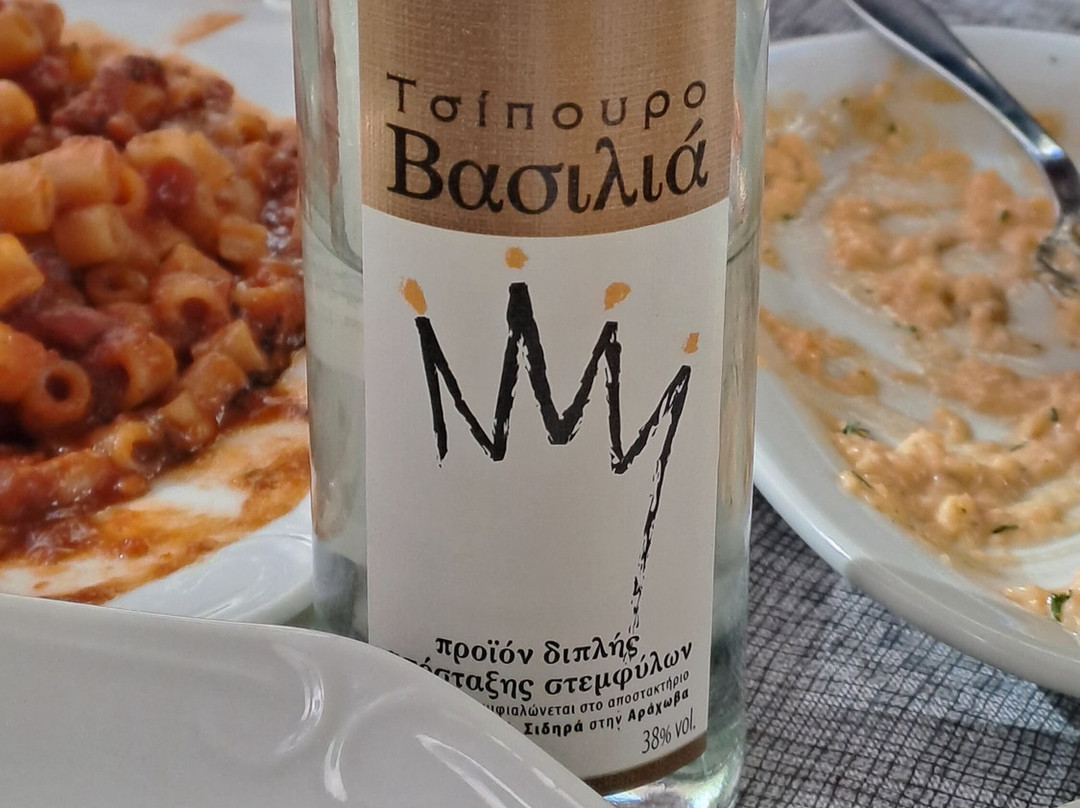 Τσίπουρο
Βασιλιά
προϊόν διπλής
στεμφύλων
στο αποστακτήριο
Σιδηρά στην Αράχωβα
38% vol.